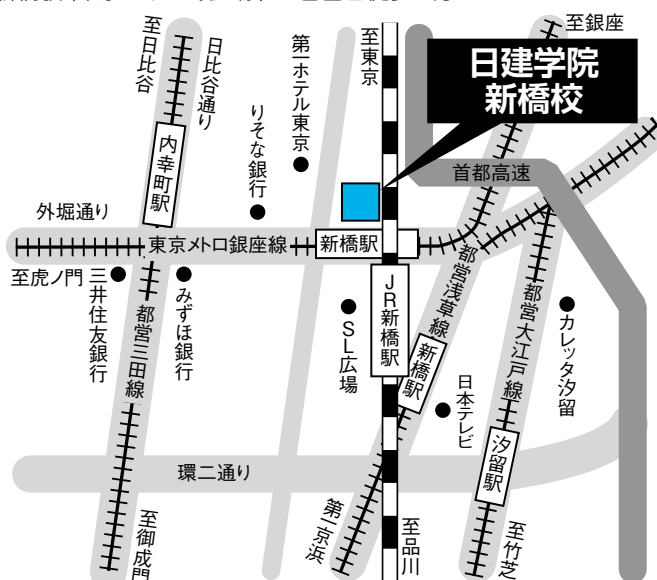 至日比谷
日比谷通り
内幸町駅
りそな銀行
第一ホテル東京
至東京
日建学院
新橋校
至銀座
首都高速
外堀通り
東京メトロ銀座線
新橋駅
至虎ノ門
三井住友銀行
みずほ銀行
都営三田線
SL広場
JR新橋駅
都営浅草線
新橋駅
日本テレビ
都営大江戸線
カレッタ汐留
汐留駅
環二通り
至御成門
第一京浜
至品川
至竹芝